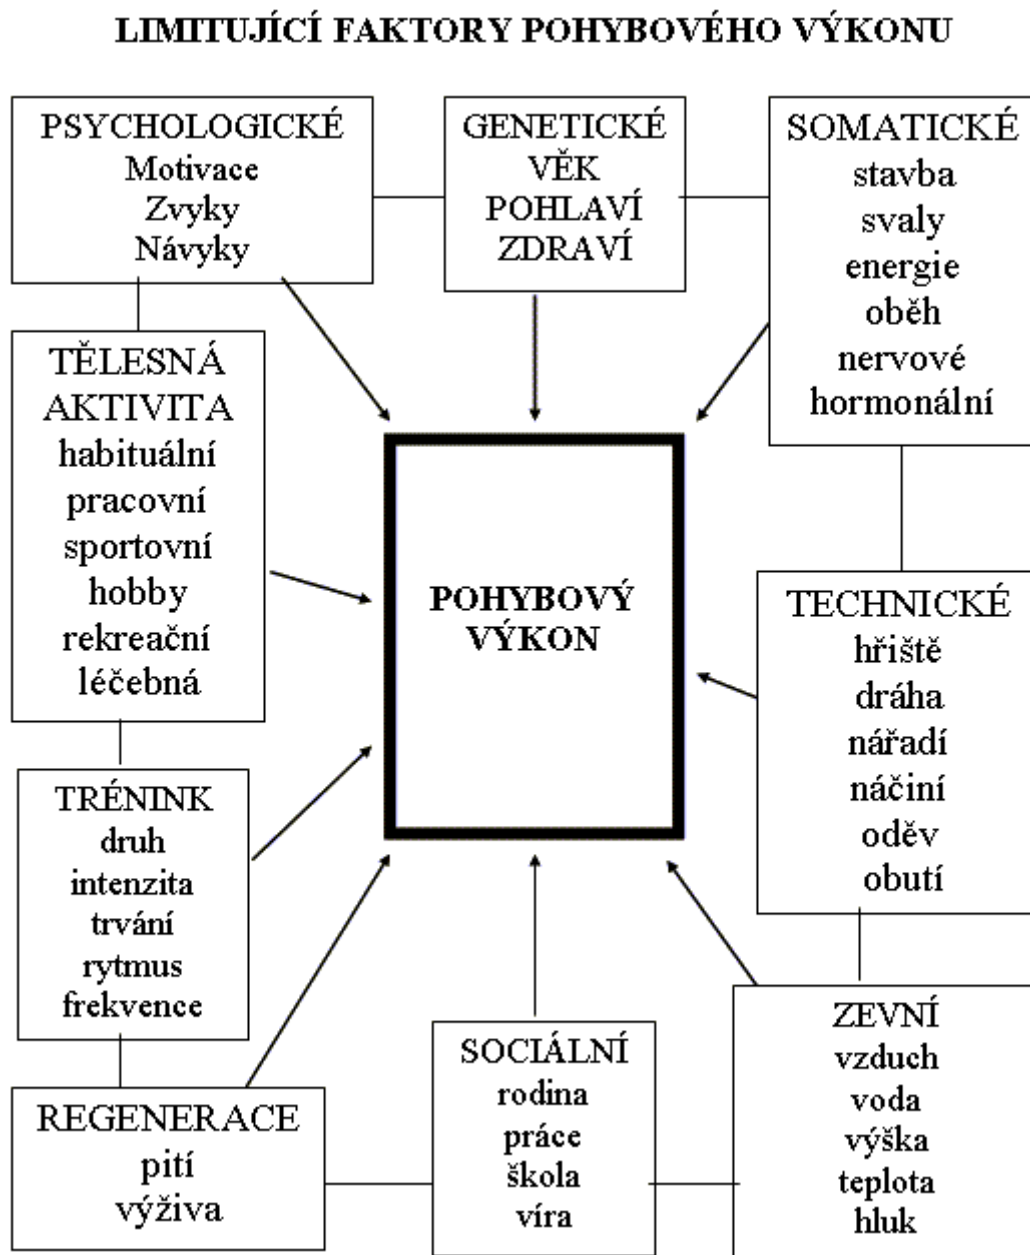 LIMITUJÍCÍ FAKTORY POHYBOVÉHO VÝKONU
PSYCHOLOGICKÉ
Motivace
Zvyky
Návyky
GENETICKÉ
VĚK
POHLAVÍ
ZDRAVÍ
SOMATICKÉ
stavba
svaly
energie
oběh
nervové
hormonální
TĚLESNÁ
AKTIVITA
habituální
pracovní
sportovní
hobby
rekreační
léčebná
POHYBOVÝ
VÝKON
TECHNICKÉ
hřiště
dráha
nářadí
náčiní
oděv
obutí
TRÉNINK
druh
intenzita
trvání
rytmus
frekvence
REGENERACE
pití
výživa
SOCIÁLNÍ
rodina
práce
škola
víra
ZEVNÍ
vzduch
voda
výška
teplota
hluk